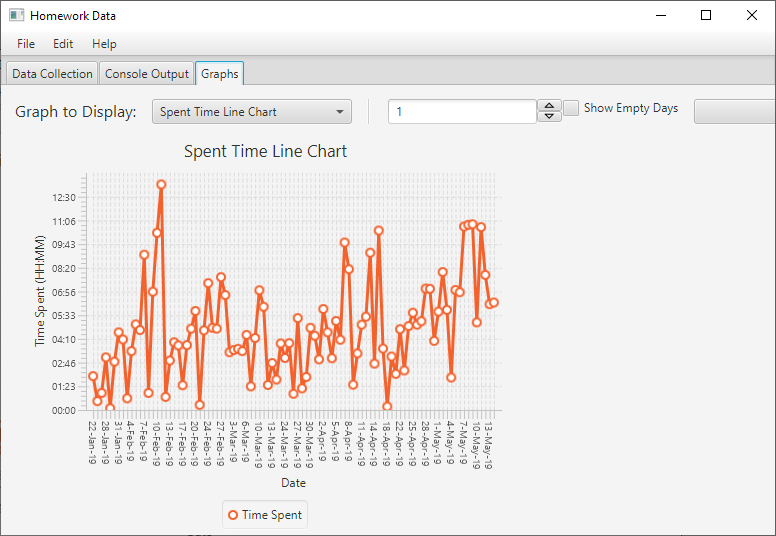 Homework Data
File Edit Help
Data Collection Console Output Graphs
Graph to Display: Spent Time Line Chart 1 Show Empty Days
Spent Time Line Chart
Time Spent (HH:MM)
12:30
11:06
09:43
08:20
06:56
05:33
04:10
02:46
01:23
00:00
22-Jan-19 28-Jan-19 31-Jan-19 4-Feb-19 7-Feb-19 10-Feb-19 13-Feb-19 17-Feb-19 20-Feb-19 24-Feb-19 27-Feb-19 3-Mar-19 6-Mar-19 10-Mar-19 13-Mar-19 24-Mar-19 27-Mar-19 30-Mar-19 2-Apr-19 5-Apr-19 8-Apr-19 11-Apr-19 14-Apr-19 18-Apr-19 22-Apr-19 25-Apr-19 28-Apr-19 1-May-19 4-May-19 7-May-19 10-May-19 13-May-19
Date
Time Spent